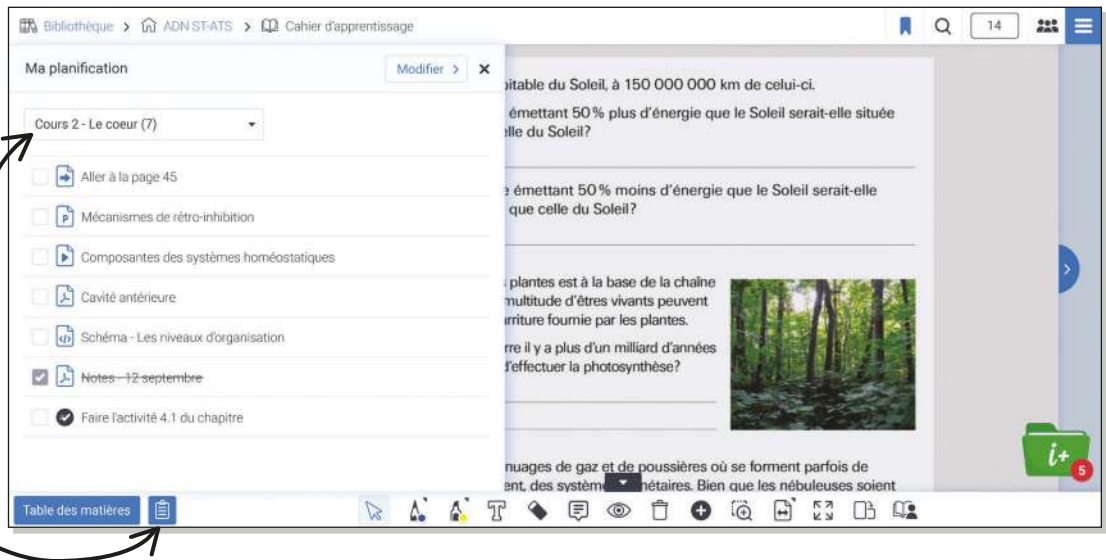 Bibliothèque > ADN ST-ATS > Cahier d'apprentissage
14
Ma planification
Modifier >
Cours 2 - Le coeur (7)
Aller à la page 45
Mécanismes de rétro-inhibition
Composantes des systèmes homéostatiques
Cavité antérieure
Schéma - Les niveaux d'organisation
Notes - 12 septembre
Faire l'activité 4.1 du chapitre
itable du Soleil, à 150 000 000 km de celui-ci.
émettant 50 % plus d'énergie que le Soleil serait-elle située
elle du Soleil?
émettant 50 % moins d'énergie que le Soleil serait-elle
que celle du Soleil?
plantes est à la base de la chaîne
multitude d'êtres vivants peuvent
urriture fournie par les plantes.
rre il y a plus d'un milliard d'années
d'effectuer la photosynthèse?
nuages de gaz et de poussières où se forment parfois de
ent, des systèm nétaires. Bien que les nébuleuses soient
i+
5
Table des matières